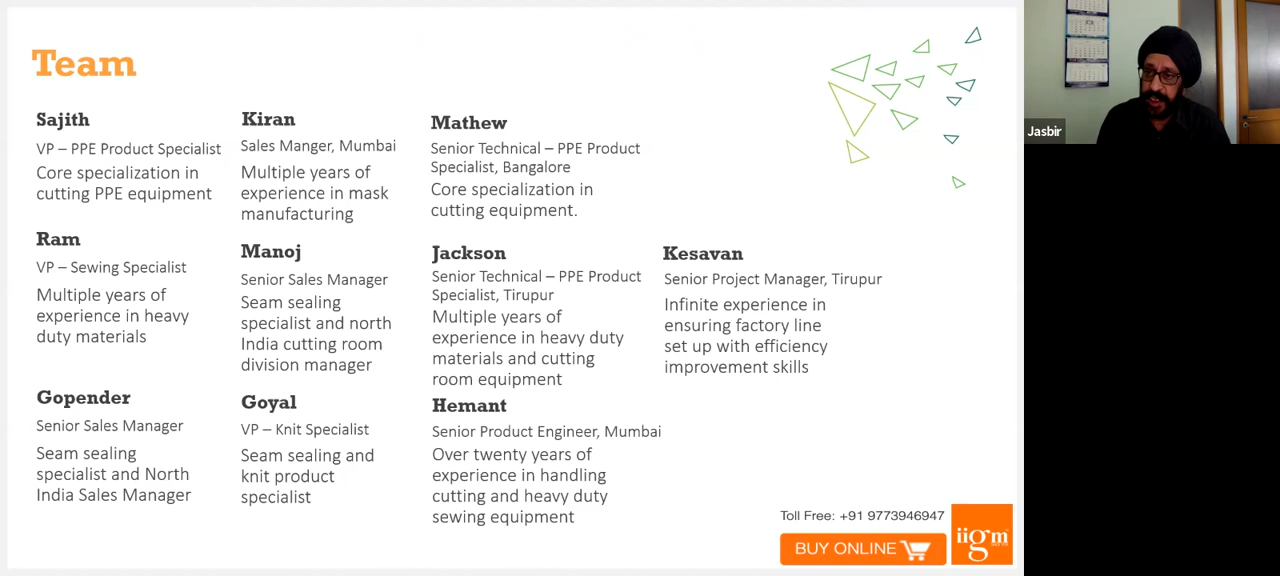 Team
Sajith
VP – PPE Product Specialist
Core specialization in
cutting PPE equipment
Kiran
Sales Manger, Mumbai
Multiple years of
experience in mask
manufacturing
Mathew
Senior Technical – PPE Product
Specialist, Bangalore
Core specialization in
cutting equipment.
Ram
VP – Sewing Specialist
Multiple years of
experience in heavy
duty materials
Manoj
Senior Sales Manager
Seam sealing
specialist and north
India cutting room
division manager
Jackson
Senior Technical – PPE Product
Specialist, Tirupur
Multiple years of
experience in heavy duty
materials and cutting
room equipment
Kesavan
Senior Project Manager, Tirupur
Infinite experience in
ensuring factory line
set up with efficiency
improvement skills
Gopender
Senior Sales Manager
Seam sealing
specialist and North
India Sales Manager
Goyal
VP – Knit Specialist
Seam sealing and
knit product
specialist
Hemant
Senior Product Engineer, Mumbai
Over twenty years of
experience in handling
cutting and heavy duty
sewing equipment
Toll Free: +91 9773946947
BUY ONLINE
iigm
Jasbir